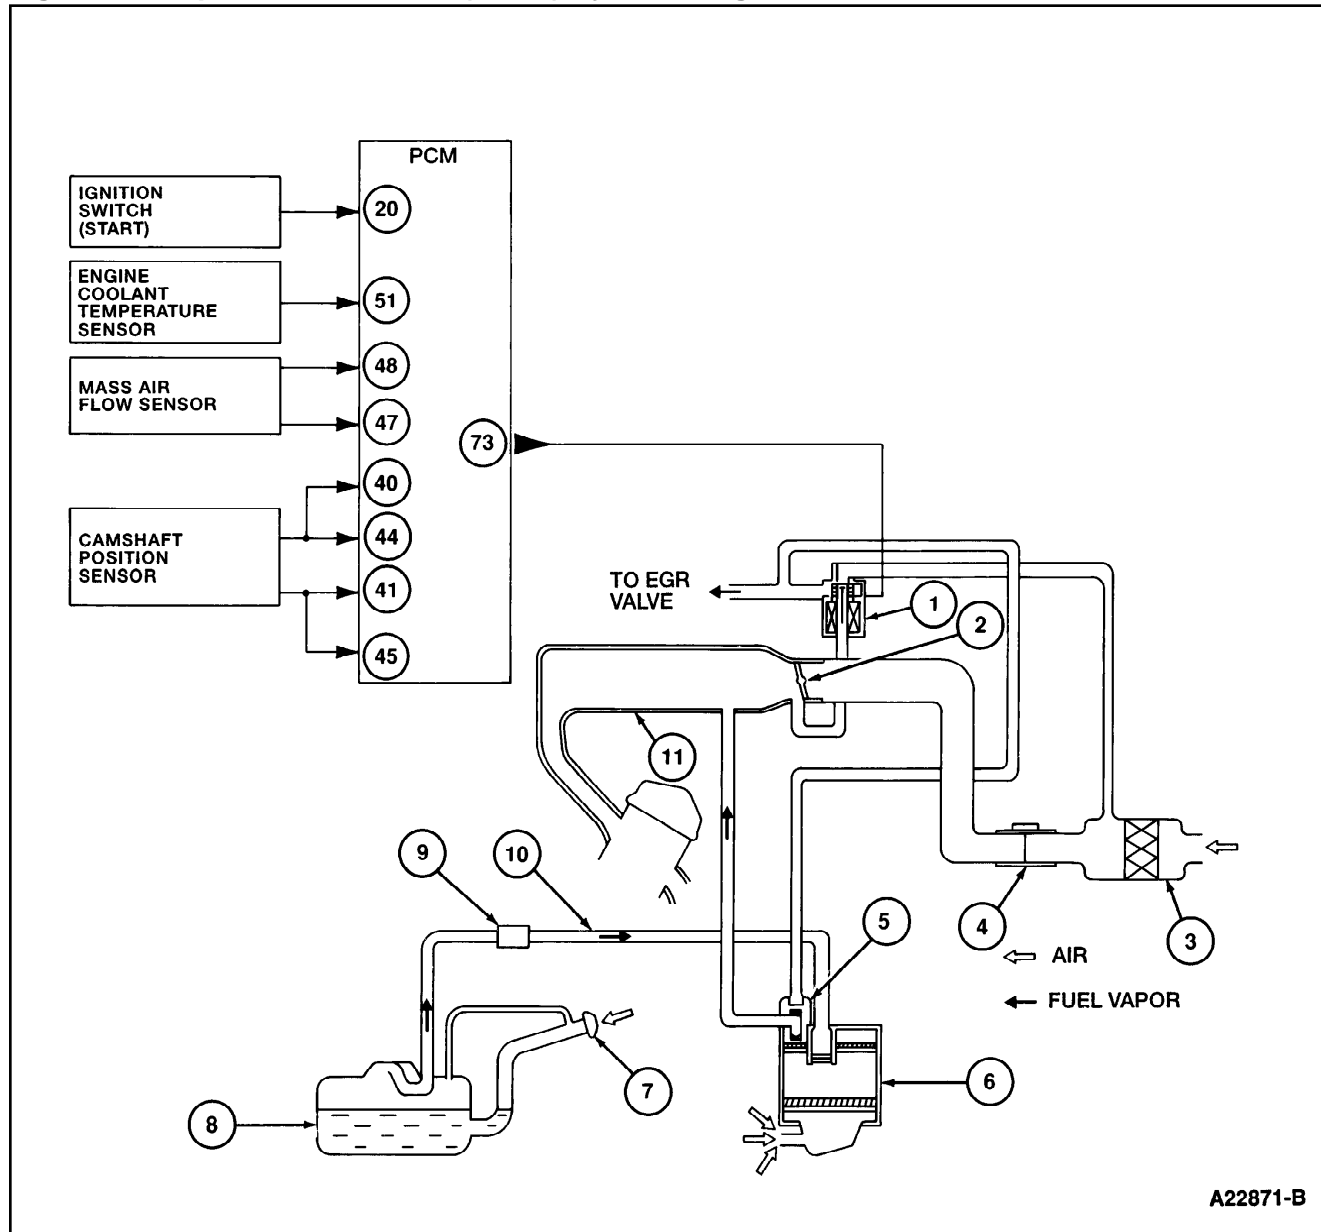 PCM
IGNITION
SWITCH
(START)
20
ENGINE
COOLANT
TEMPERATURE
SENSOR
51
MASS AIR
FLOW SENSOR
48
47
73
CAMSHAFT
POSITION
SENSOR
40
44
41
45
TO EGR
VALVE
1
2
11
9
10
5
4
3
AIR
FUEL VAPOR
7
6
8
A22871-B